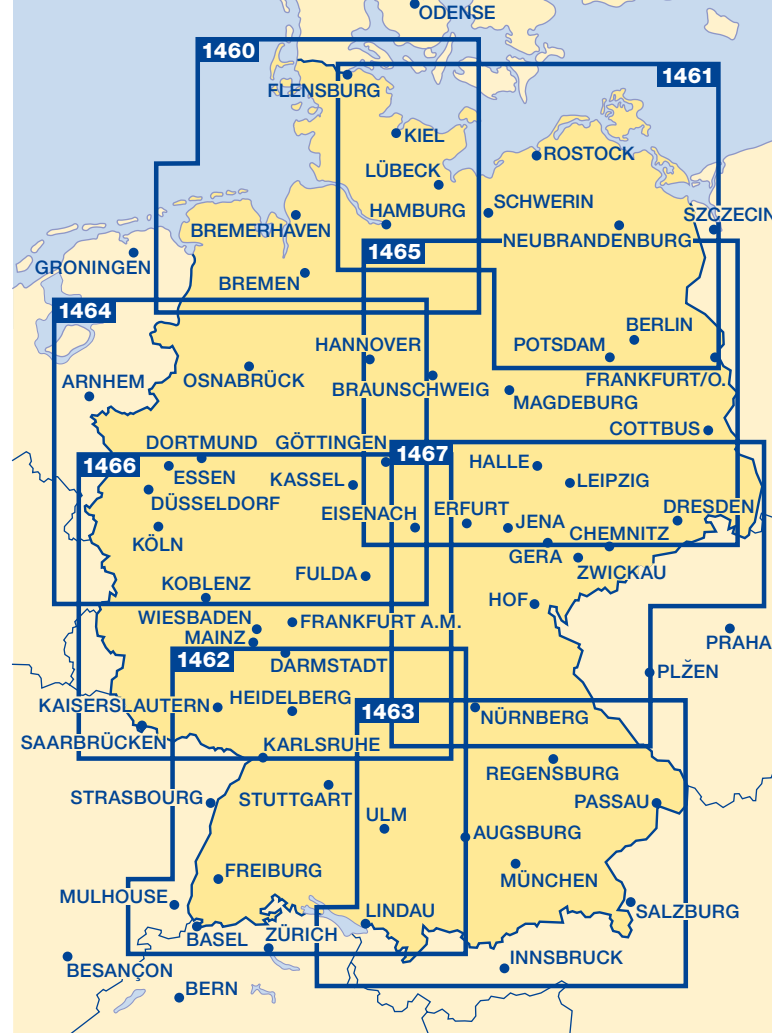 ODENSE
1460
1461
FLENSBURG
KIEL
ROSTOCK
LÜBECK
SCHWERIN
SZCZECIN
HAMBURG
BREMERHAVEN
NEUBRANDENBURG
1465
GRONINGEN
BREMEN
1464
BERLIN
HANNOVER
POTSDAM
ARNHEM
OSNABRÜCK
FRANKFURT/O.
BRAUNSCHWEIG
MAGDEBURG
COTTBUS
DORTMUND
GÖTTINGEN
1466
1467
HALLE
ESSEN
KASSEL
LEIPZIG
DÜSSELDORF
DRESDEN
EISENACH
ERFURT
JENA
KÖLN
CHEMNITZ
GERA
ZWICKAU
FULDA
KOBLENZ
HOF
WIESBADEN
FRANKFURT A.M.
MAINZ
PRAHA
1462
DARMSTADT
PLŽEN
KAISERSLAUTERN
HEIDELBERG
1463
NÜRNBERG
SAARBRÜCKEN
KARLSRUHE
REGENSBURG
STRASBOURG
STUTTGART
PASSAU
ULM
AUGSBURG
FREIBURG
MÜNCHEN
MULHOUSE
LINDAU
SALZBURG
BASEL
ZÜRICH
INNSBRUCK
BESANÇON
BERN